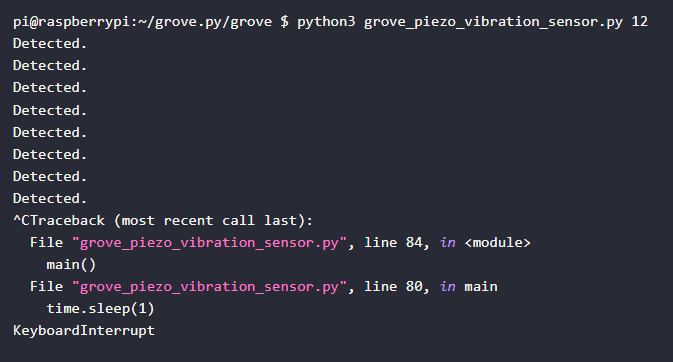 pi@raspberrypi:~/grove.py/grove $ python3 grove_piezo_vibration_sensor.py 12
Detected.
Detected.
Detected.
Detected.
Detected.
Detected.
Detected.
Detected.
^CTraceback (most recent call last):
  File "grove_piezo_vibration_sensor.py", line 84, in <module>
    main()
  File "grove_piezo_vibration_sensor.py", line 80, in main
    time.sleep(1)
KeyboardInterrupt